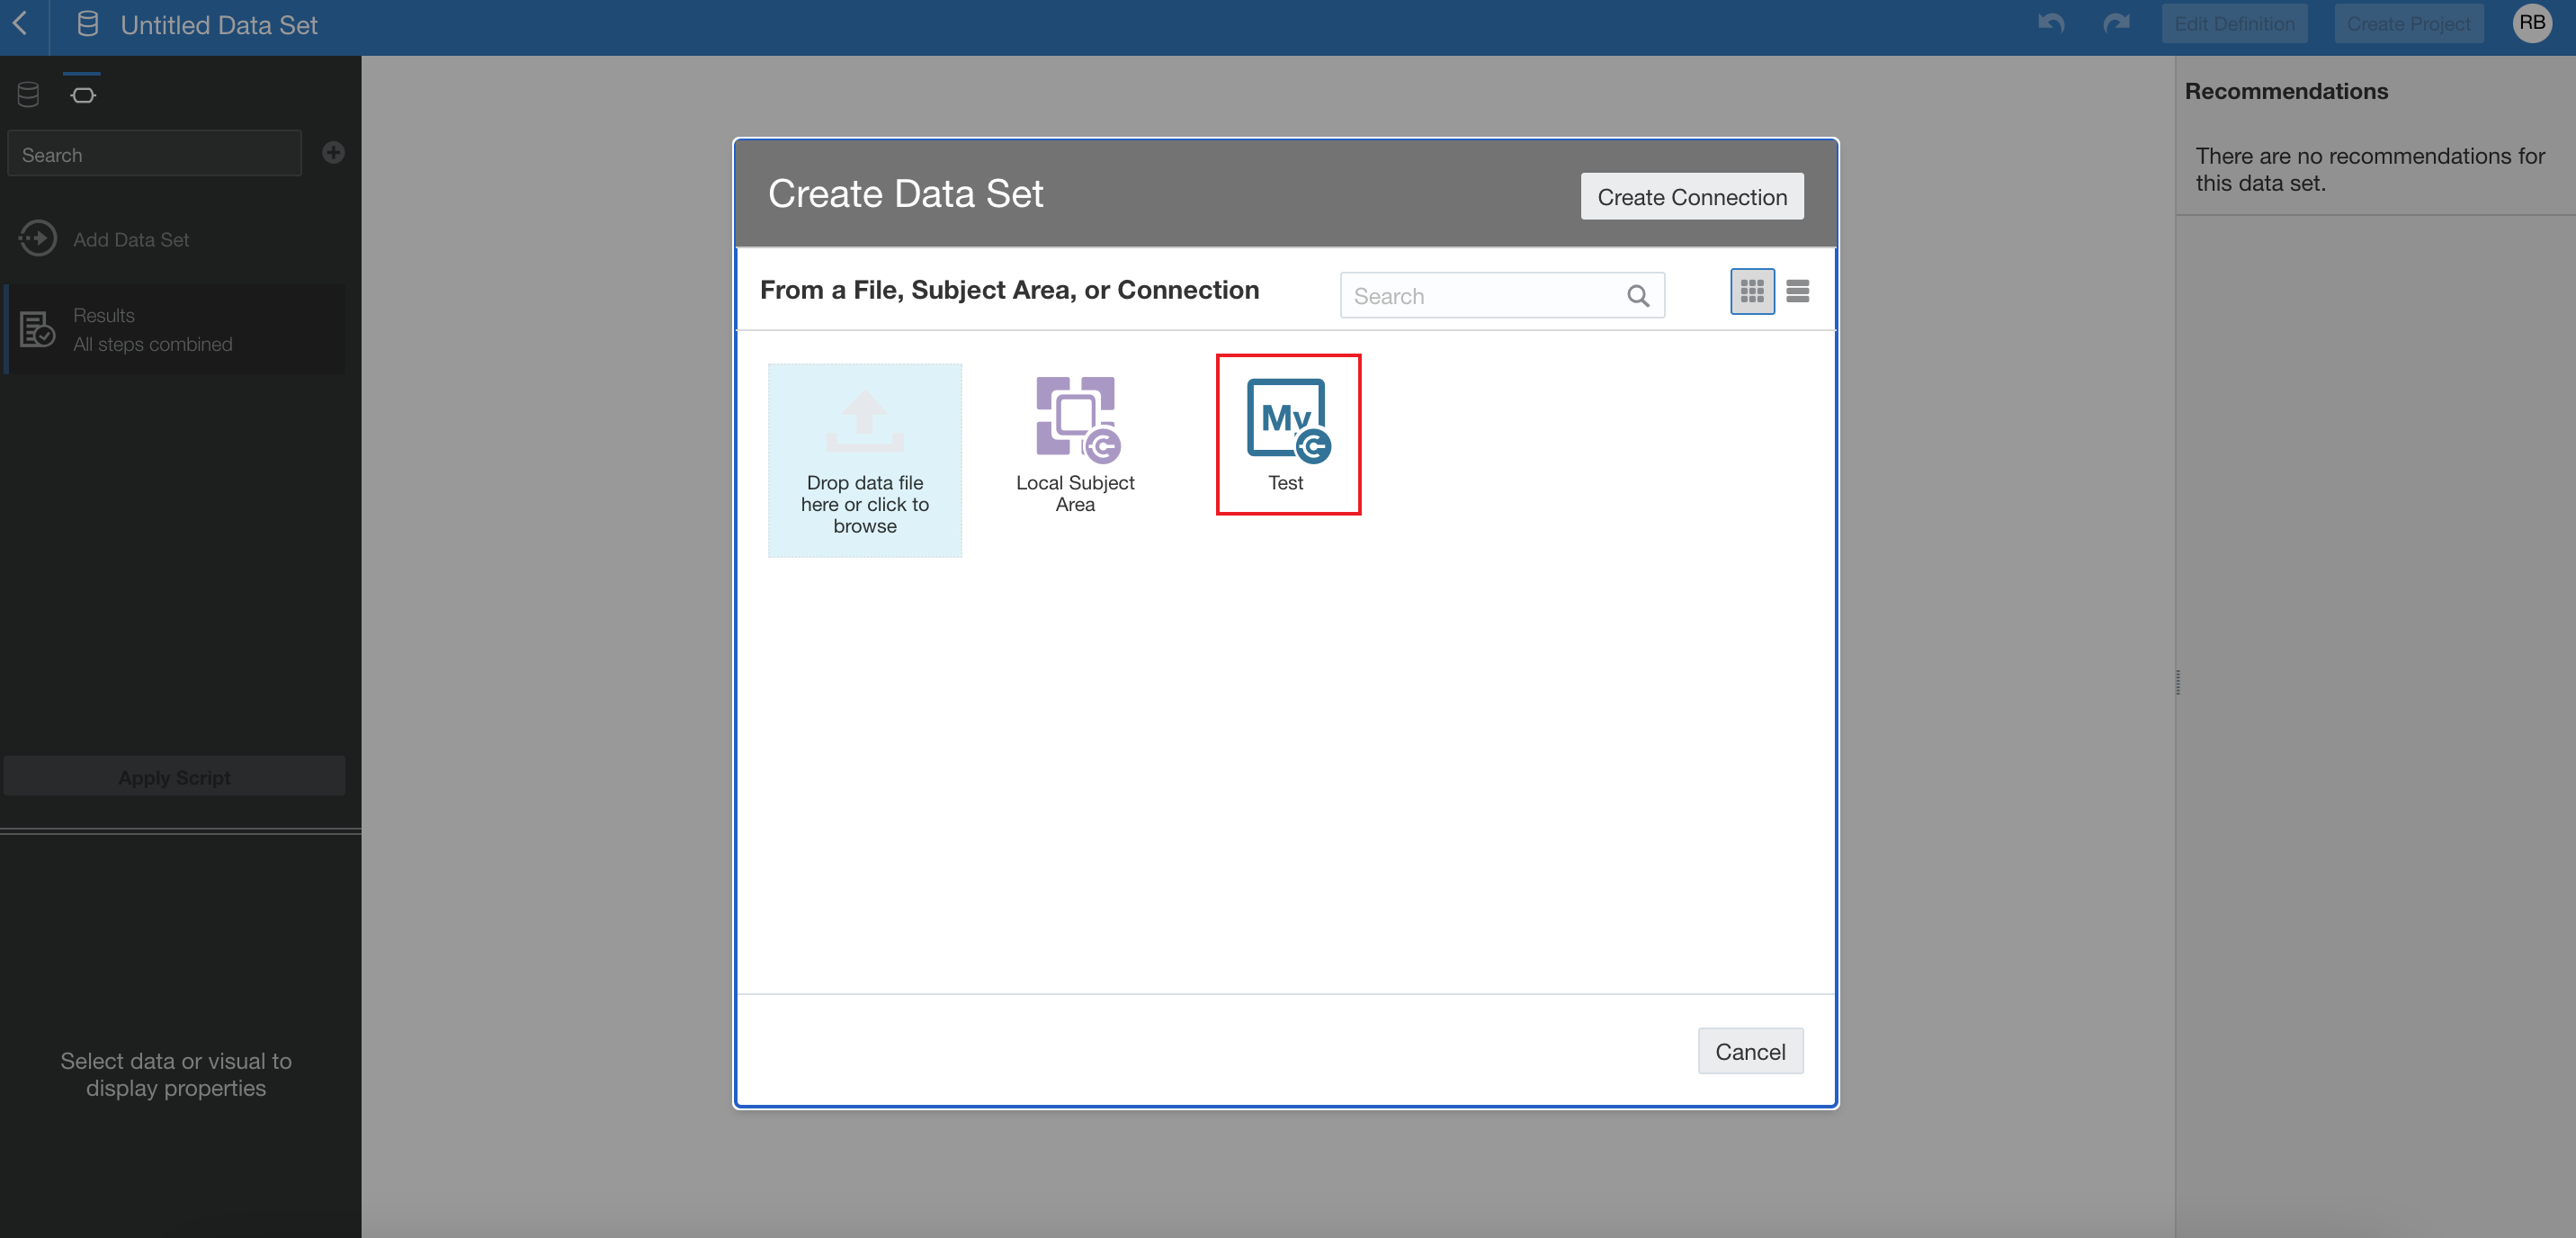 Untitled Data Set
Edit Definition
Create Project
RB
Search
Add Data Set
Results
All steps combined
Apply Script
Select data or visual to
display properties
Create Data Set
Create Connection
From a File, Subject Area, or Connection
Search
Drop data file
here or click to
browse
Local Subject
Area
My
Test
Cancel
Recommendations
There are no recommendations for
this data set.